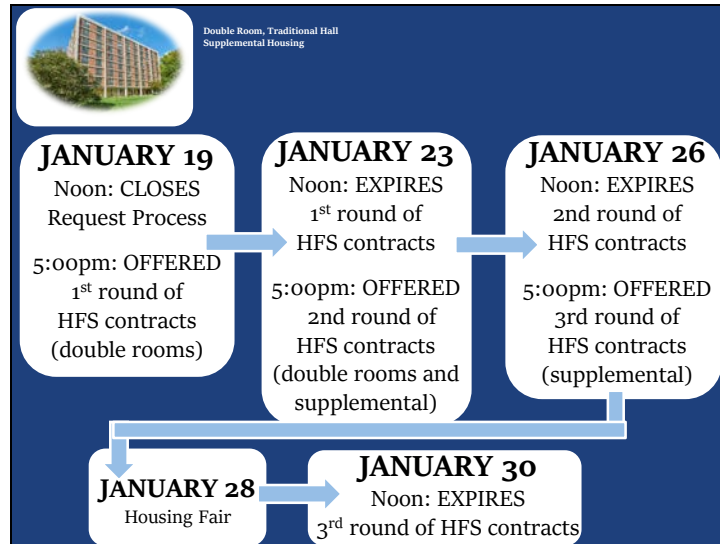 Double Room, Traditional Hall
Supplemental Housing
JANUARY 19
Noon: CLOSES
Request Process
5:00pm: OFFERED
1st round of
HFS contracts
(double rooms)
JANUARY 23
Noon: EXPIRES
1st round of
HFS contracts
5:00pm: OFFERED
2nd round of
HFS contracts
(double rooms and
supplemental)
JANUARY 26
Noon: EXPIRES
2nd round of
HFS contracts
5:00pm: OFFERED
3rd round of
HFS contracts
(supplemental)
JANUARY 28
Housing Fair
JANUARY 30
Noon: EXPIRES
3rd round of HFS contracts